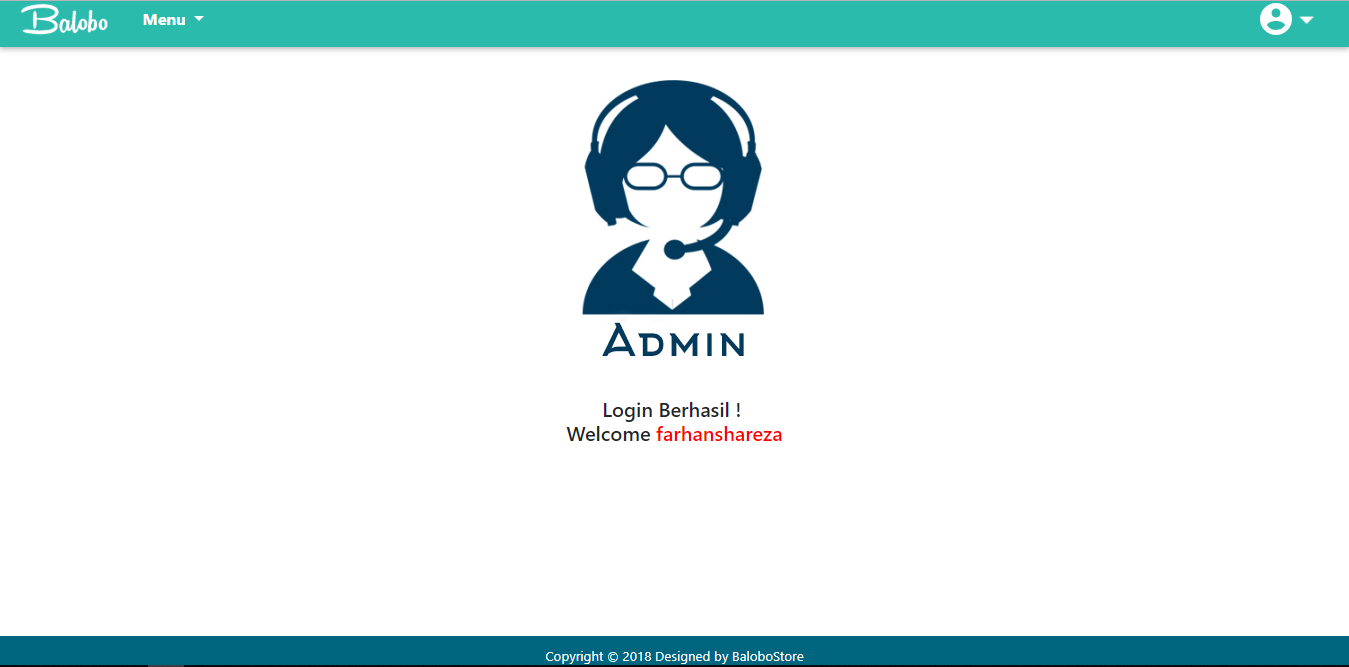 Balobo
Menu
Admin
Login Berhasil !
Welcome farhanshareza
Copyright © 2018 Designed by BaloboStore